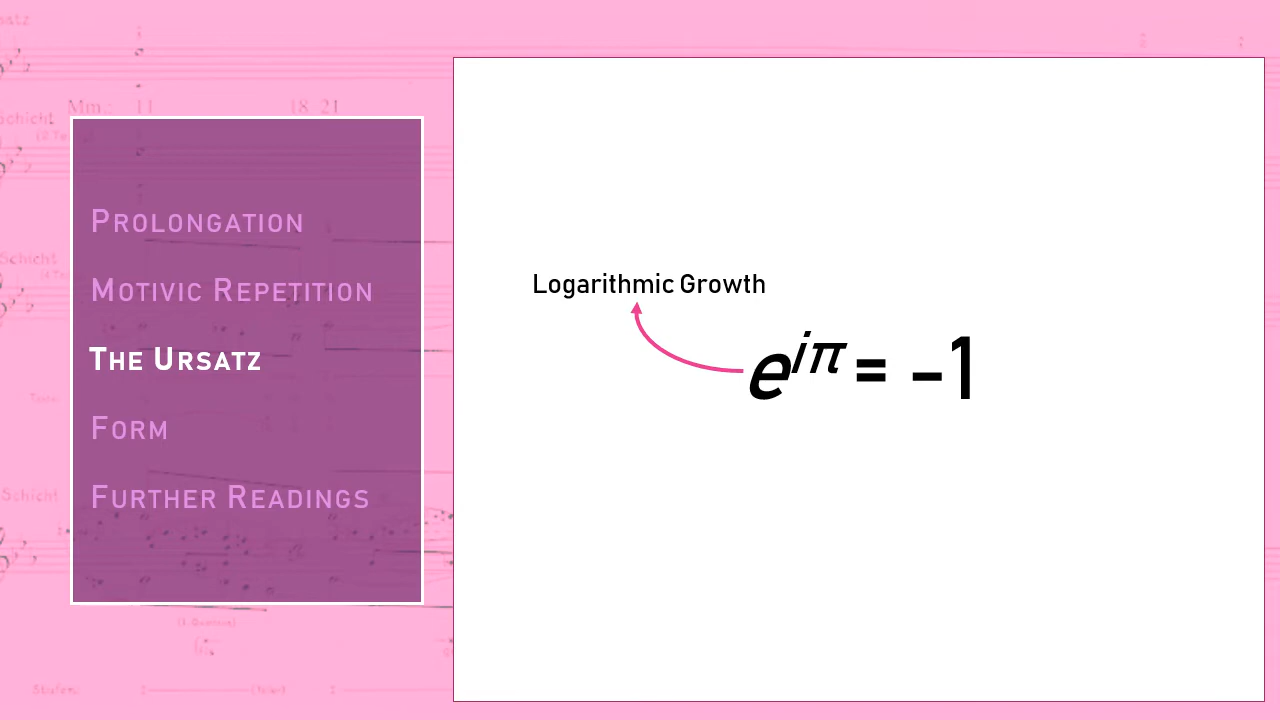 Mm.: 11 18 21
Schicht
Schicht
Schicht
Stufen:
PROLONGATION
MOTIVIC REPETITION
THE URSATZ
FORM
FURTHER READINGS
Logarithmic Growth
e^{iπ} = -1